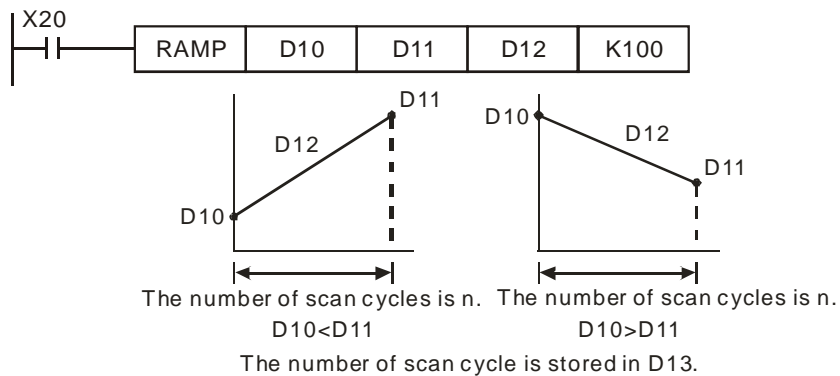 X20
RAMP D10 D11 D12 K100
D11
D12
D10
D10
D12
D11
The number of scan cycles is n. The number of scan cycles is n.
D10<D11 D10>D11
The number of scan cycle is stored in D13.